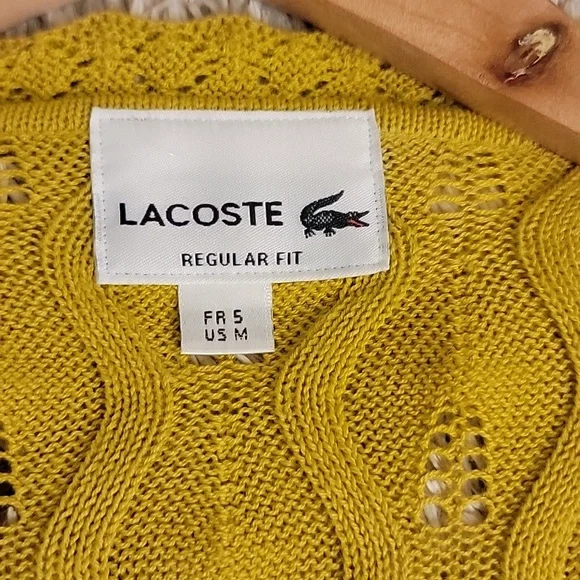 LACOSTE
REGULAR FIT
FR 5
US M